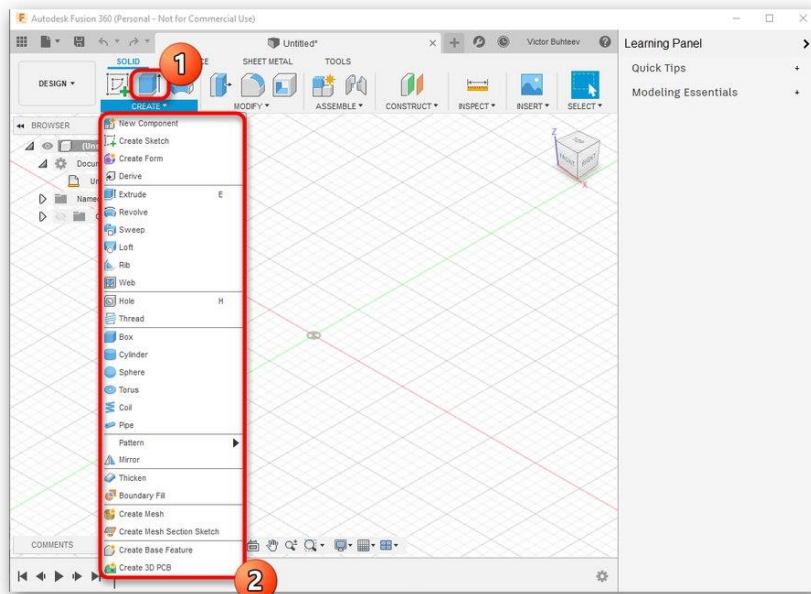 Autodesk Fusion 360 (Personal - Not for Commercial Use)
Untitled*
Victor Buhteev
Learning Panel
Quick Tips
Modeling Essentials
SOLID
SHEET METAL
TOOLS
1
DESIGN
CREATE
MODIFY
ASSEMBLE
CONSTRUCT
INSPECT
INSERT
SELECT
BROWSER
New Component
Create Sketch
Create Form
Derive
Extrude E
Revolve
Sweep
Loft
Rib
Web
Hole H
Thread
Box
Cylinder
Sphere
Torus
Coil
Pipe
Pattern
Mirror
Thicken
Boundary Fill
Create Mesh
Create Mesh Section Sketch
Create Base Feature
Create 3D PCB
2
Z
TOP
FRONT
RIGHT
X
COMMENTS